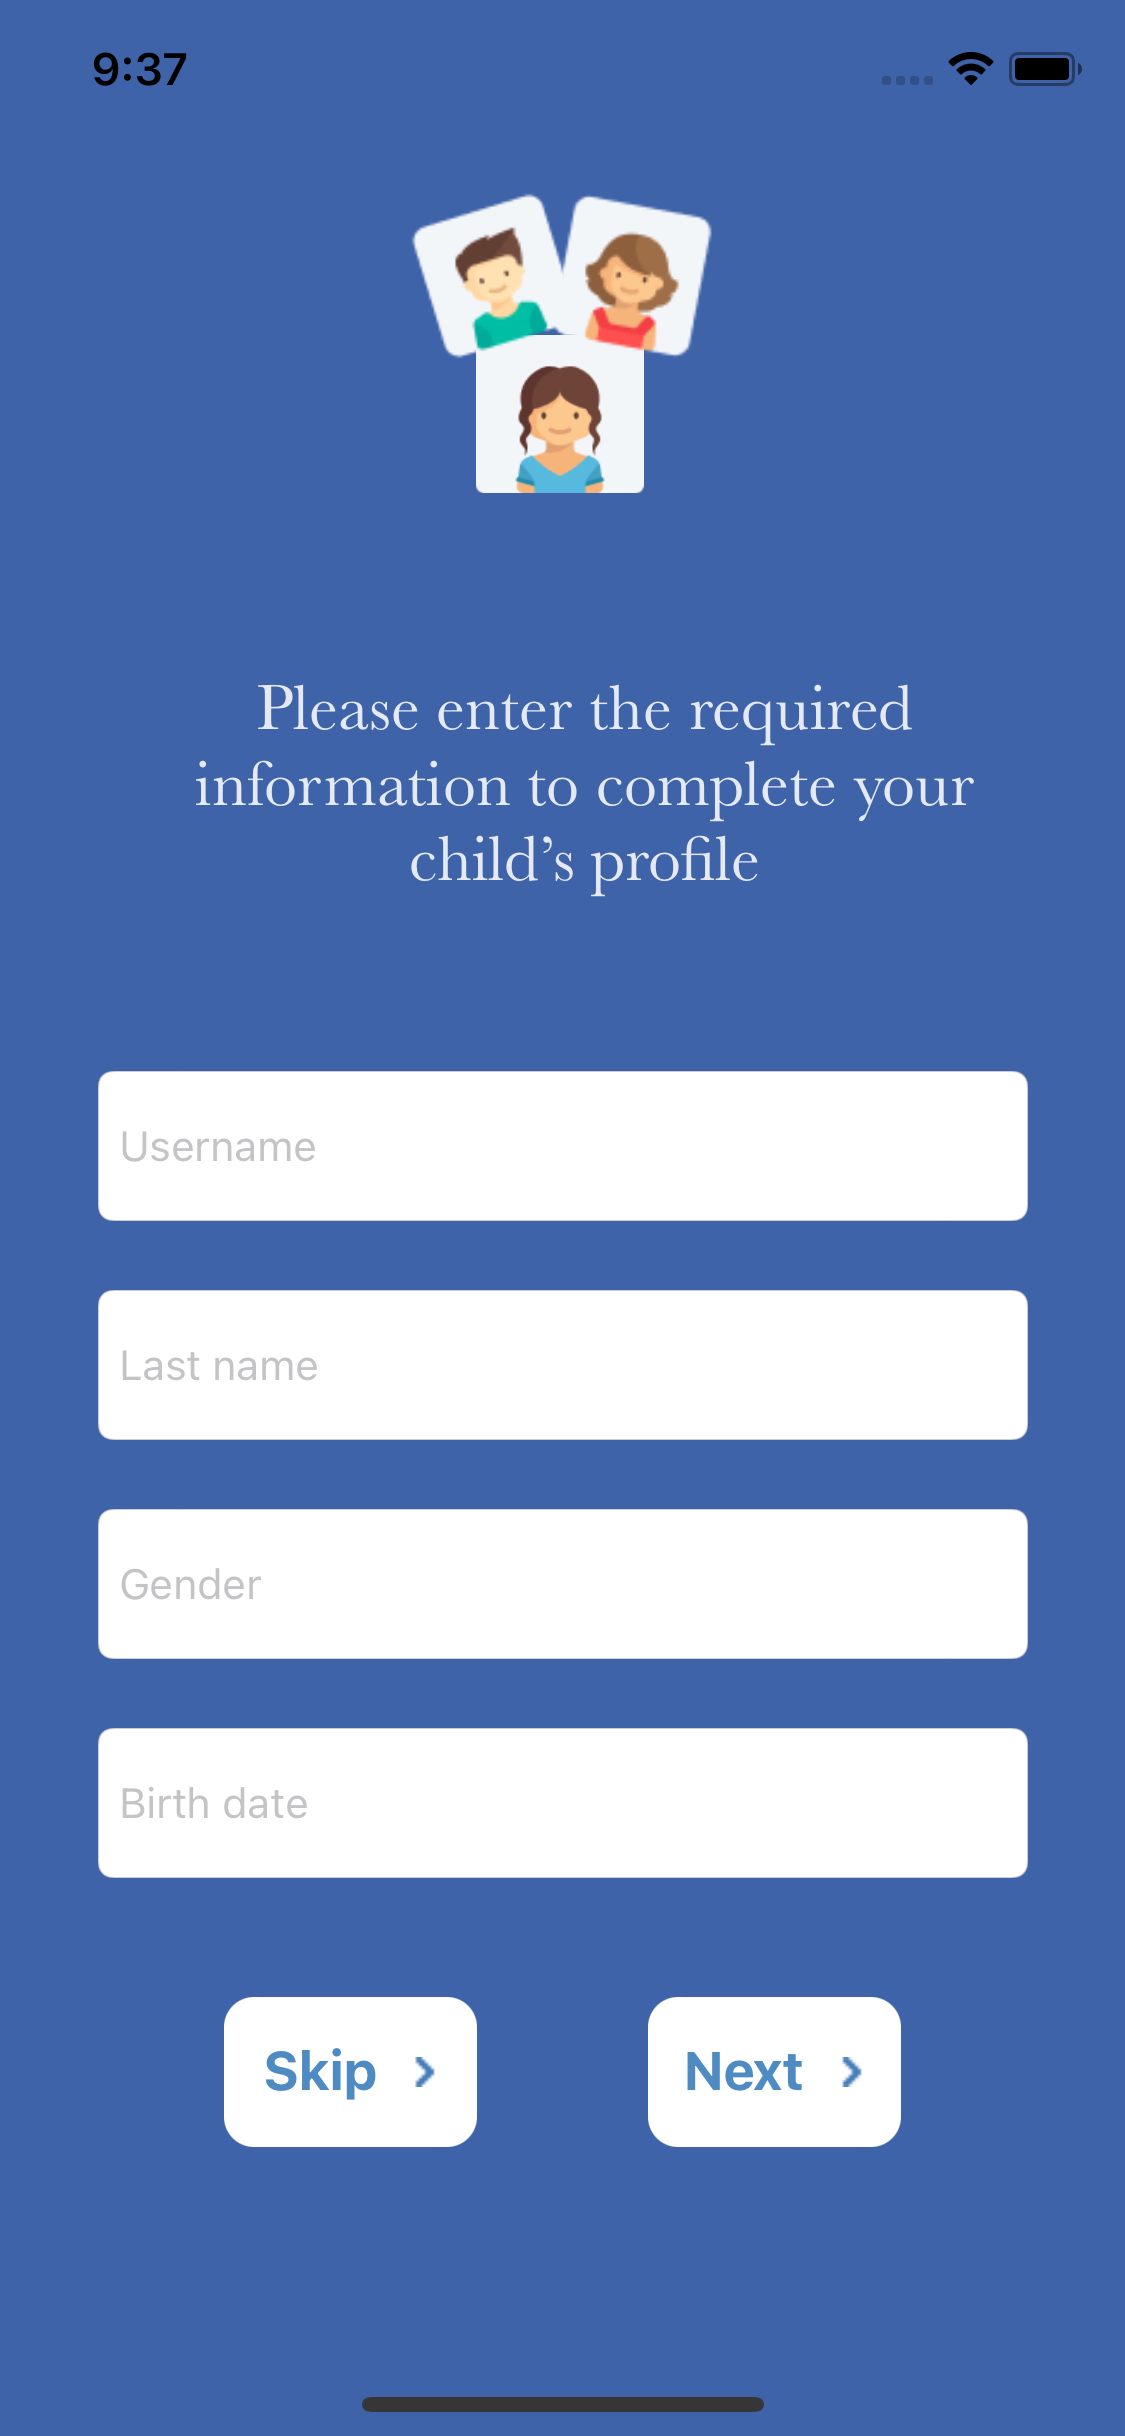 9:37
Please enter the required
information to complete your
child’s profile
Username
Last name
Gender
Birth date
Skip
Next